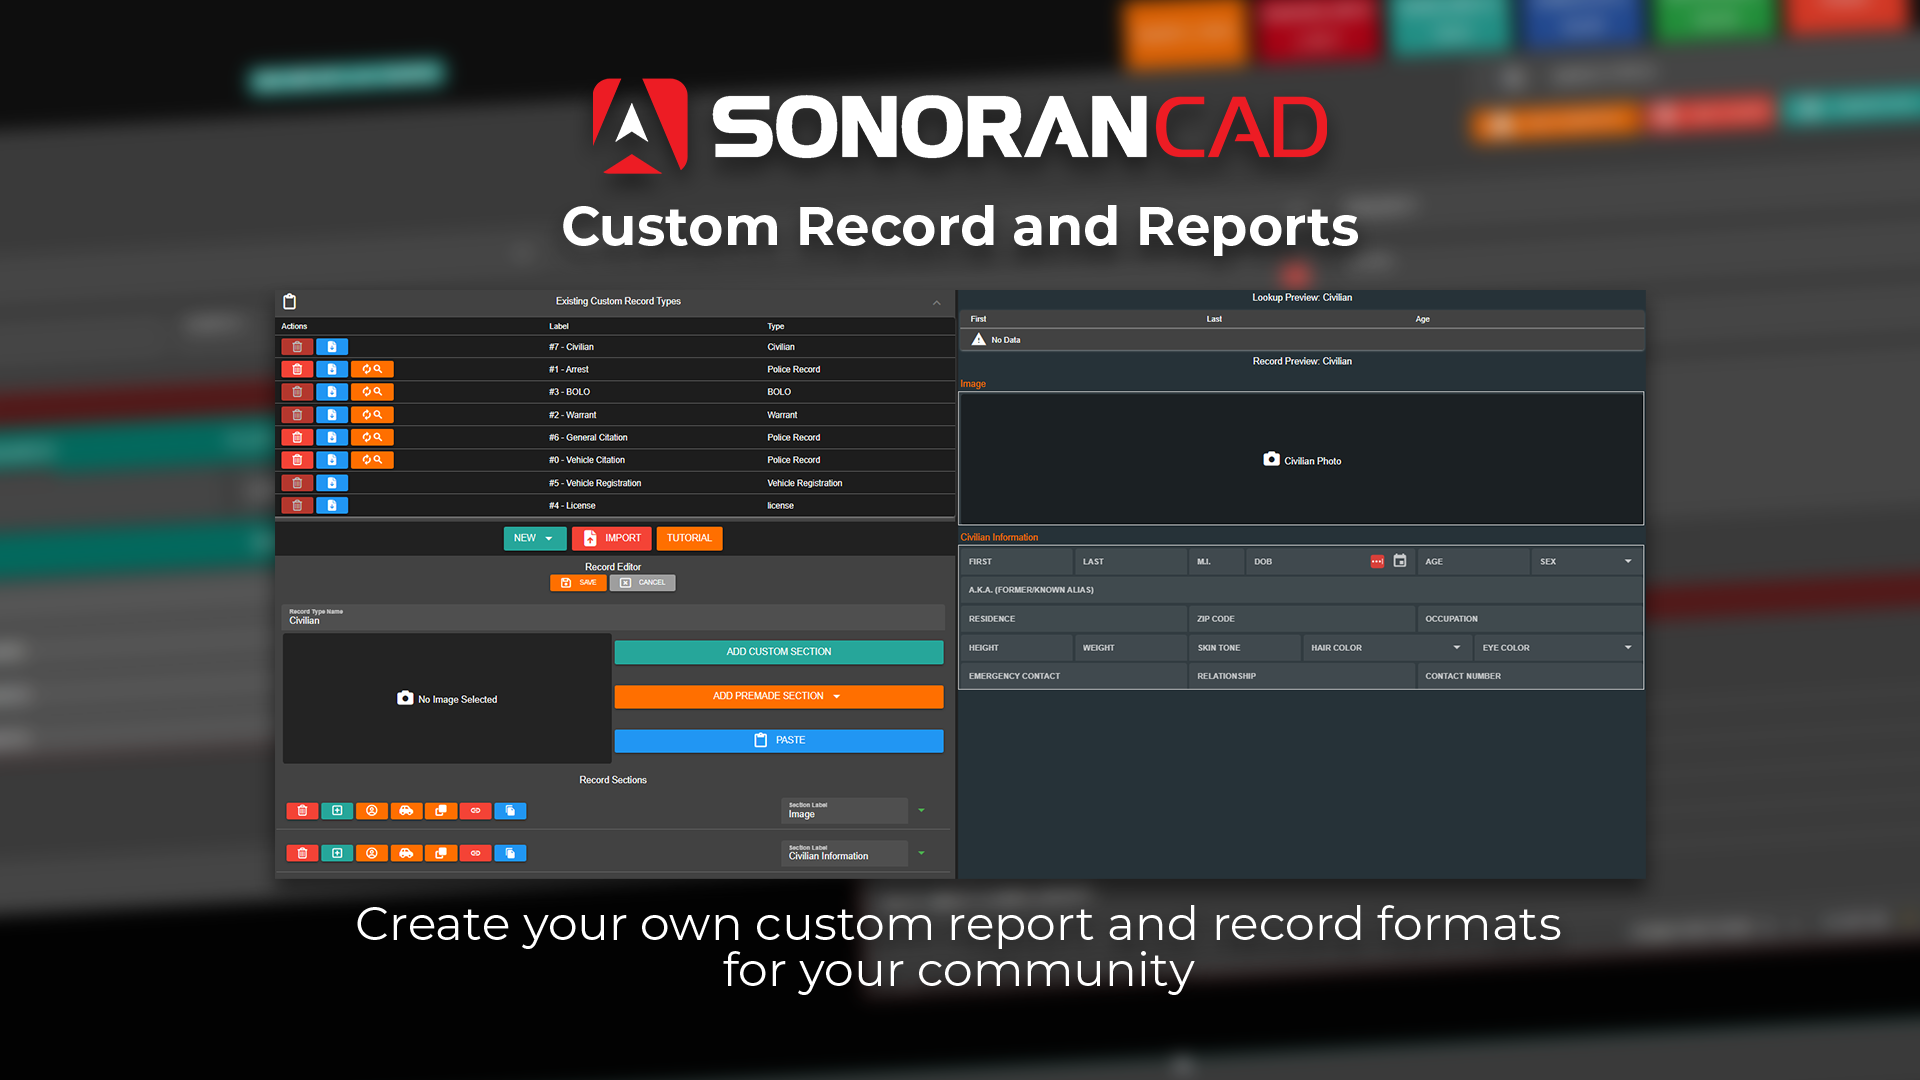 SONORANCAD
Custom Record and Reports
Existing Custom Record Types
Actions Label Type
#7 - Civilian Civilian
#1 - Arrest Police Record
#3 - BOLO BOLO
#2 - Warrant Warrant
#6 - General Citation Police Record
#0 - Vehicle Citation Police Record
#5 - Vehicle Registration Vehicle Registration
#4 - License license
NEW IMPORT TUTORIAL
Record Editor
SAVE CANCEL
Record Type Name
Civilian
No Image Selected
ADD CUSTOM SECTION
ADD PREMADE SECTION
PASTE
Record Sections
Section Label
Image
Section Label
Civilian Information
Lookup Preview: Civilian
First Last Age
No Data
Record Preview: Civilian
Image
Civilian Photo
Civilian Information
FIRST LAST M.I. DOB AGE SEX
A.K.A. (FORMER/KNOWN ALIAS)
RESIDENCE ZIP CODE OCCUPATION
HEIGHT WEIGHT SKIN TONE HAIR COLOR EYE COLOR
EMERGENCY CONTACT RELATIONSHIP CONTACT NUMBER
Create your own custom report and record formats
for your community